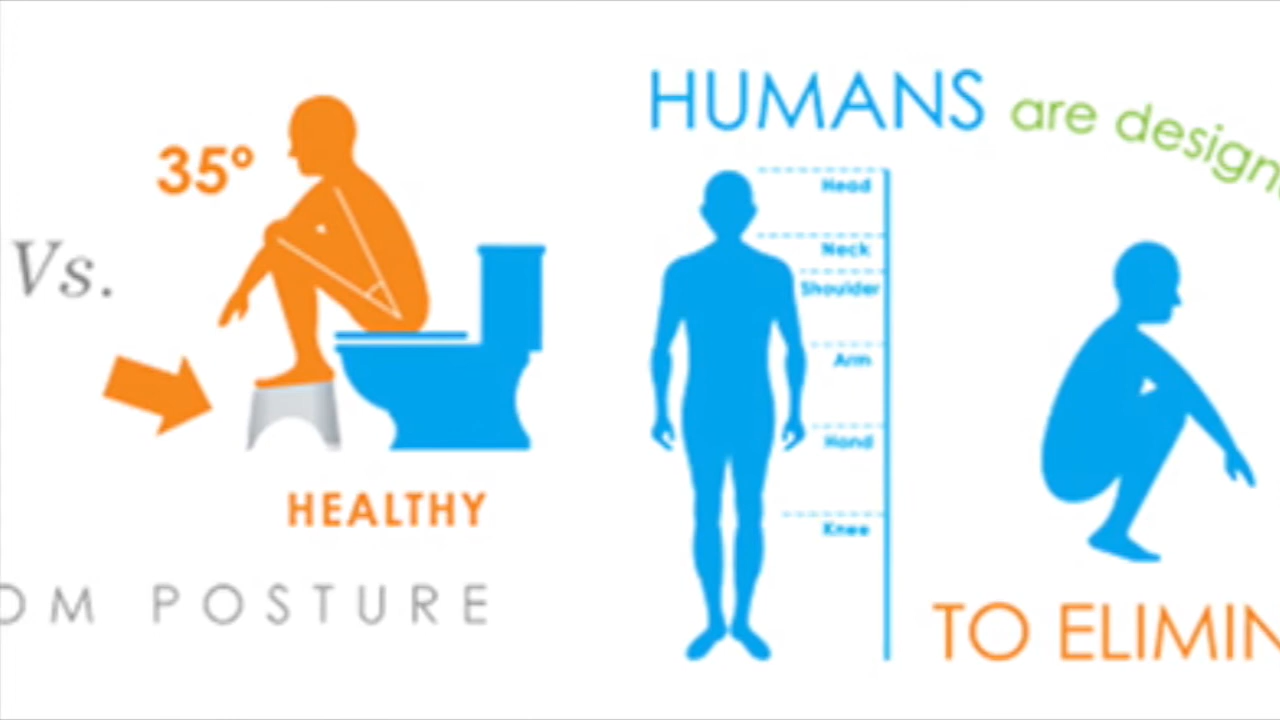 Vs.
35°
HEALTHY
OM POSTURE
HUMANS are design
Head
Neck
Shoulder
Arm
Hand
Knee
TO ELIMIN